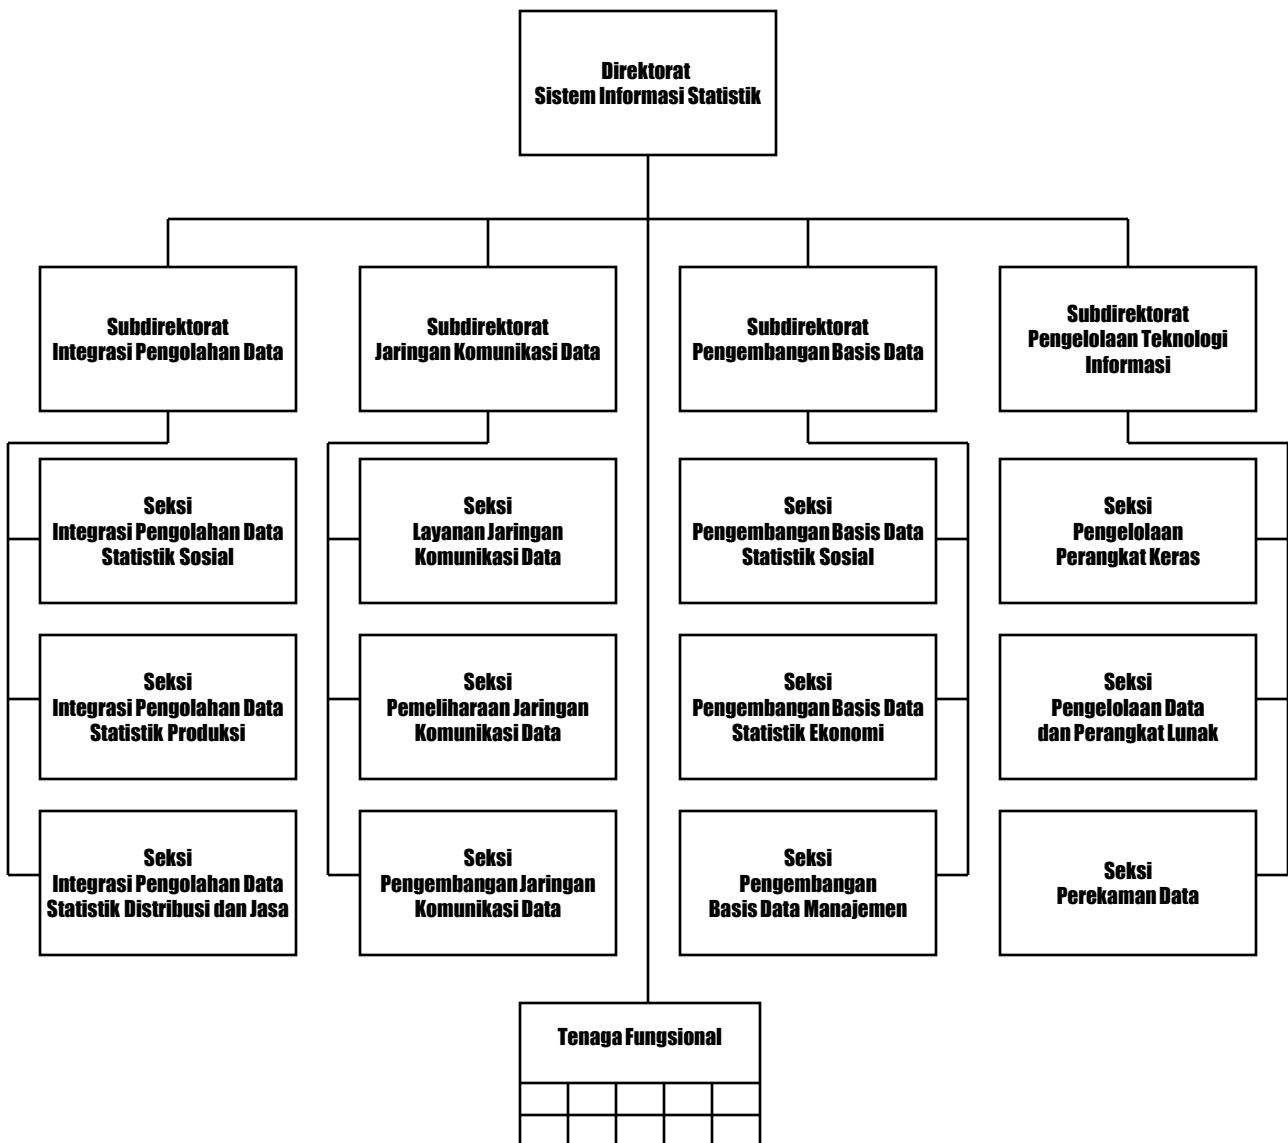 Direktorat
Sistem Informasi Statistik
Subdirektorat
Integrasi Pengolahan Data
Subdirektorat
Jaringan Komunikasi Data
Subdirektorat
Pengembangan Basis Data
Subdirektorat
Pengelolaan Teknologi
Informasi
Seksi
Integrasi Pengolahan Data
Statistik Sosial
Seksi
Layanan Jaringan
Komunikasi Data
Seksi
Pengembangan Basis Data
Statistik Sosial
Seksi
Pengelolaan
Perangkat Keras
Seksi
Integrasi Pengolahan Data
Statistik Produksi
Seksi
Pemeliharaan Jaringan
Komunikasi Data
Seksi
Pengembangan Basis Data
Statistik Ekonomi
Seksi
Pengelolaan Data
dan Perangkat Lunak
Seksi
Integrasi Pengolahan Data
Statistik Distribusi dan Jasa
Seksi
Pengembangan Jaringan
Komunikasi Data
Seksi
Pengembangan
Basis Data Manajemen
Seksi
Perekaman Data
Tenaga Fungsional